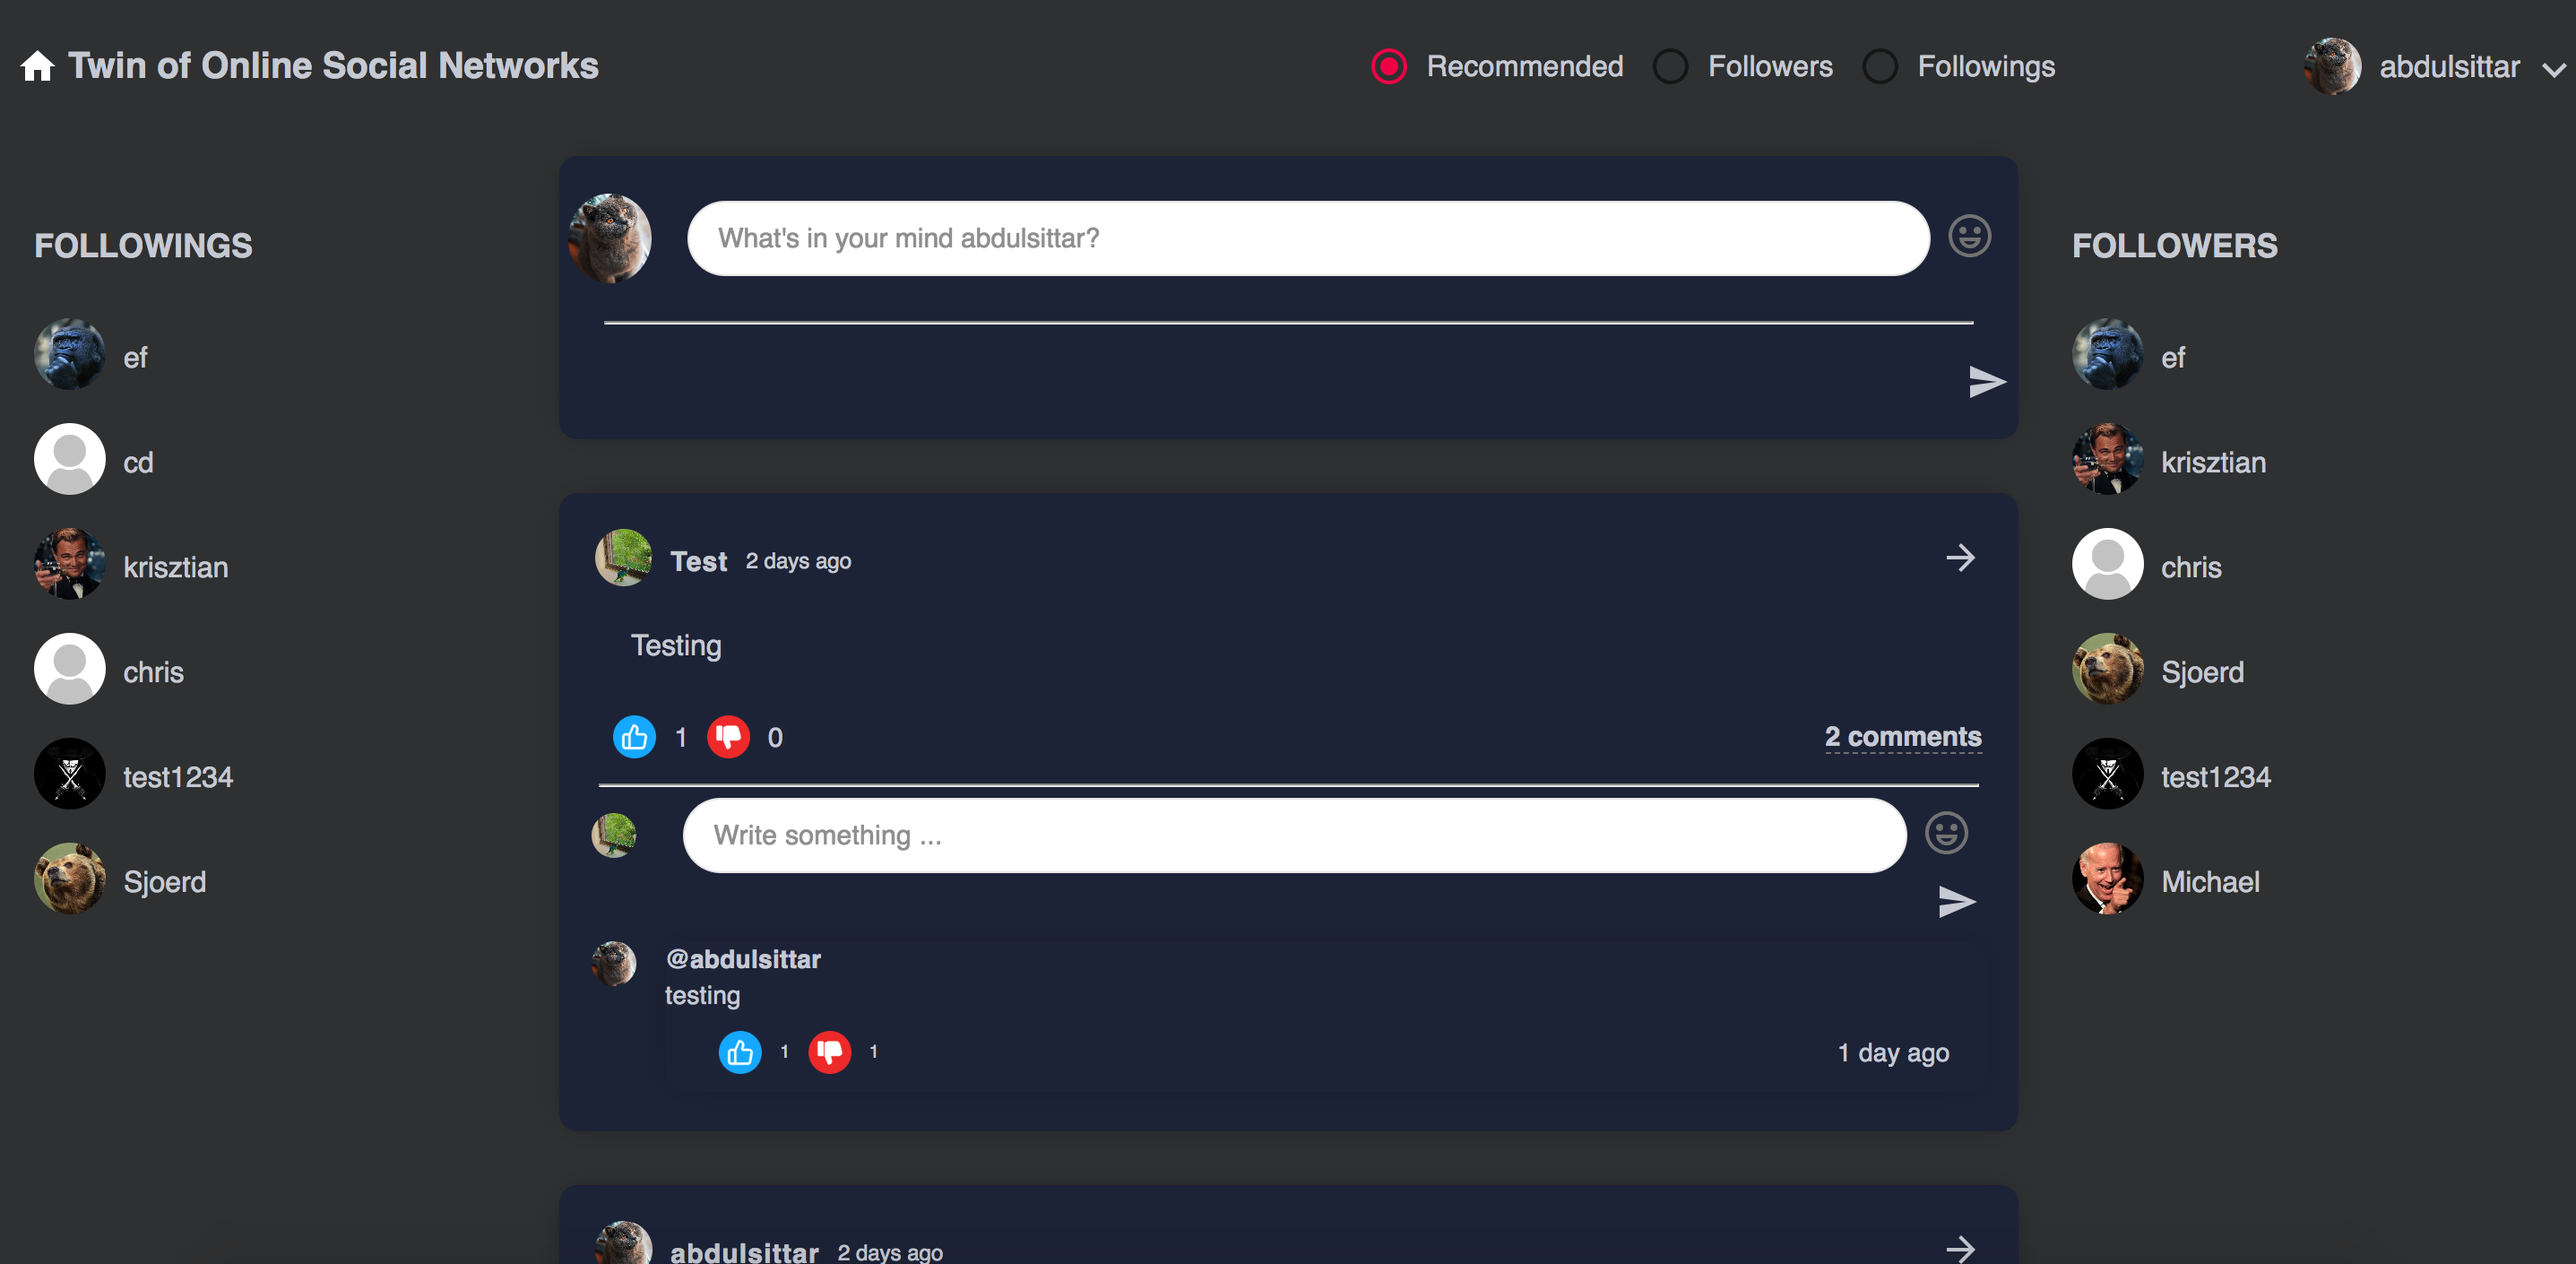 Twin of Online Social Networks
Recommended Followers Followings
abdulsittar
FOLLOWINGS
ef
cd
krisztian
chris
test1234
Sjoerd
What's in your mind abdulsittar?
Test 2 days ago
Testing
1 0
2 comments
Write something ...
@abdulsittar
testing
1 1
1 day ago
abdulsittar 2 days ago
FOLLOWERS
ef
krisztian
chris
Sjoerd
test1234
Michael